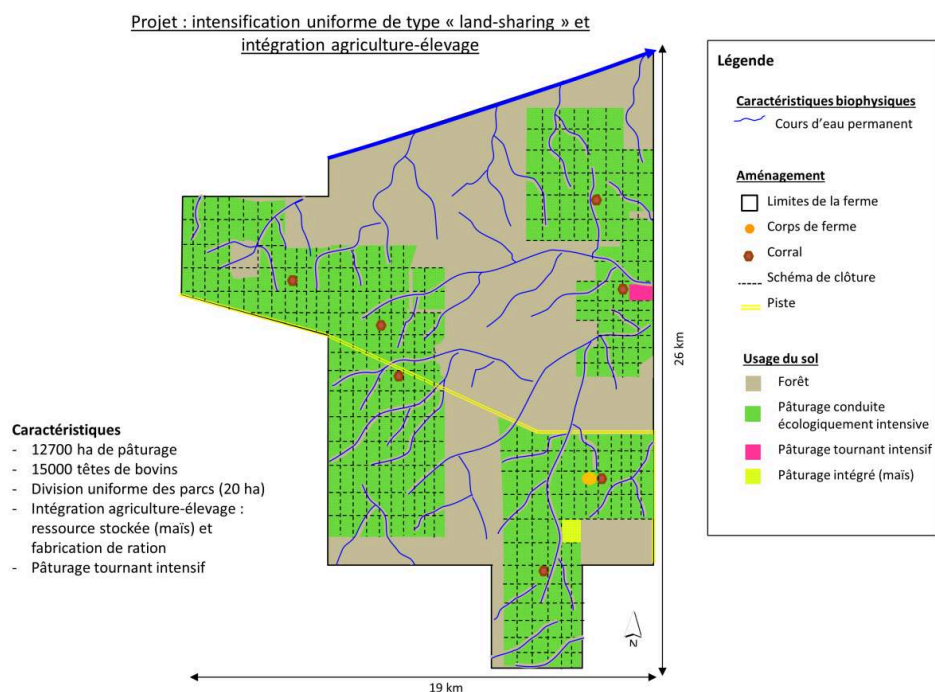 Projet : intensification uniforme de type « land-sharing » et
intégration agriculture-élevage
Légende
Caractéristiques biophysiques
Cours d'eau permanent
Aménagement
Limites de la ferme
Corps de ferme
Corral
Schéma de clôture
Piste
Usage du sol
Forêt
Pâturage conduite
écologiquement intensive
Pâturage tournant intensif
Pâturage intégré (maïs)
26 km
Caractéristiques
- 12700 ha de pâturage
- 15000 têtes de bovins
- Division uniforme des parcs (20 ha)
- Intégration agriculture-élevage :
ressource stockée (maïs) et
fabrication de ration
- Pâturage tournant intensif
N
19 km